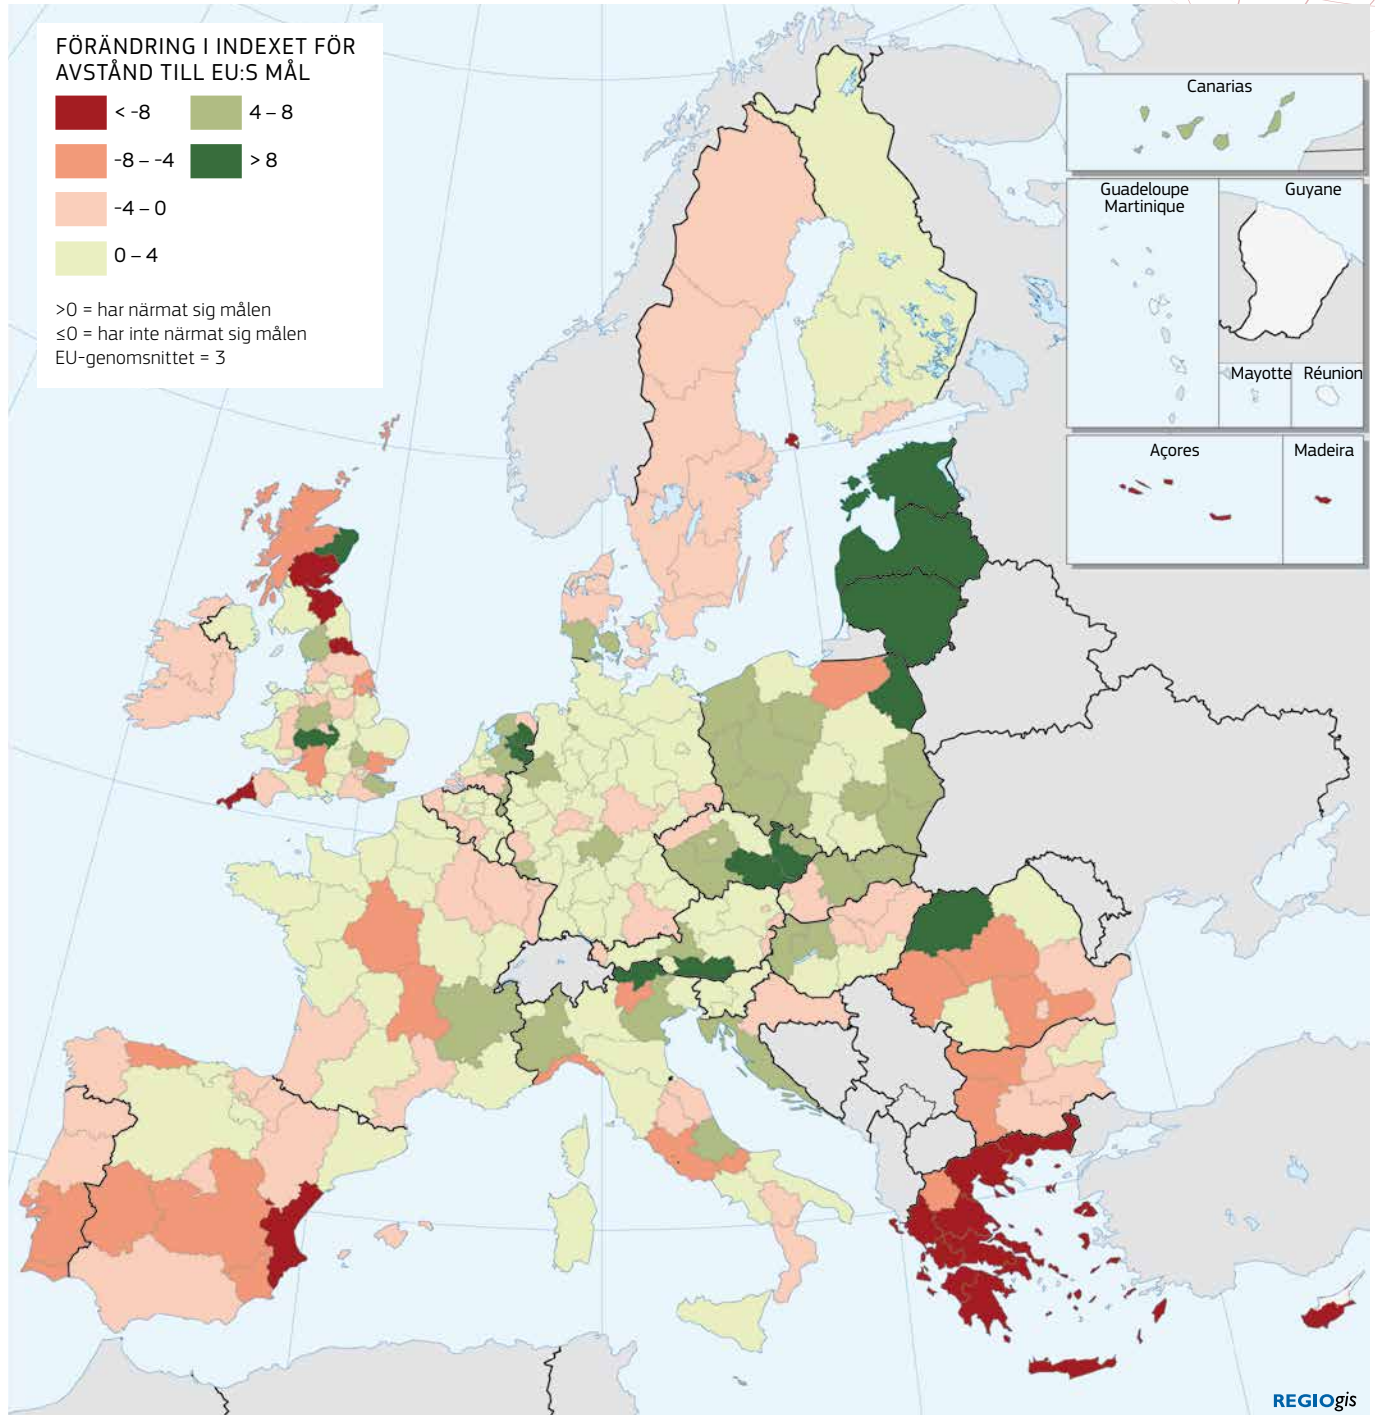 FÖRÄNDRING I INDEXET FÖR
AVSTÅND TILL EU:S MÅL
< -8
4 – 8
-8 – -4
> 8
-4 – 0
0 – 4
>0 = har närmat sig målen
≤0 = har inte närmat sig målen
EU-genomsnittet = 3
Canarias
Guadeloupe
Martinique
Guyane
Mayotte
Réunion
Açores
Madeira
REGIOgis